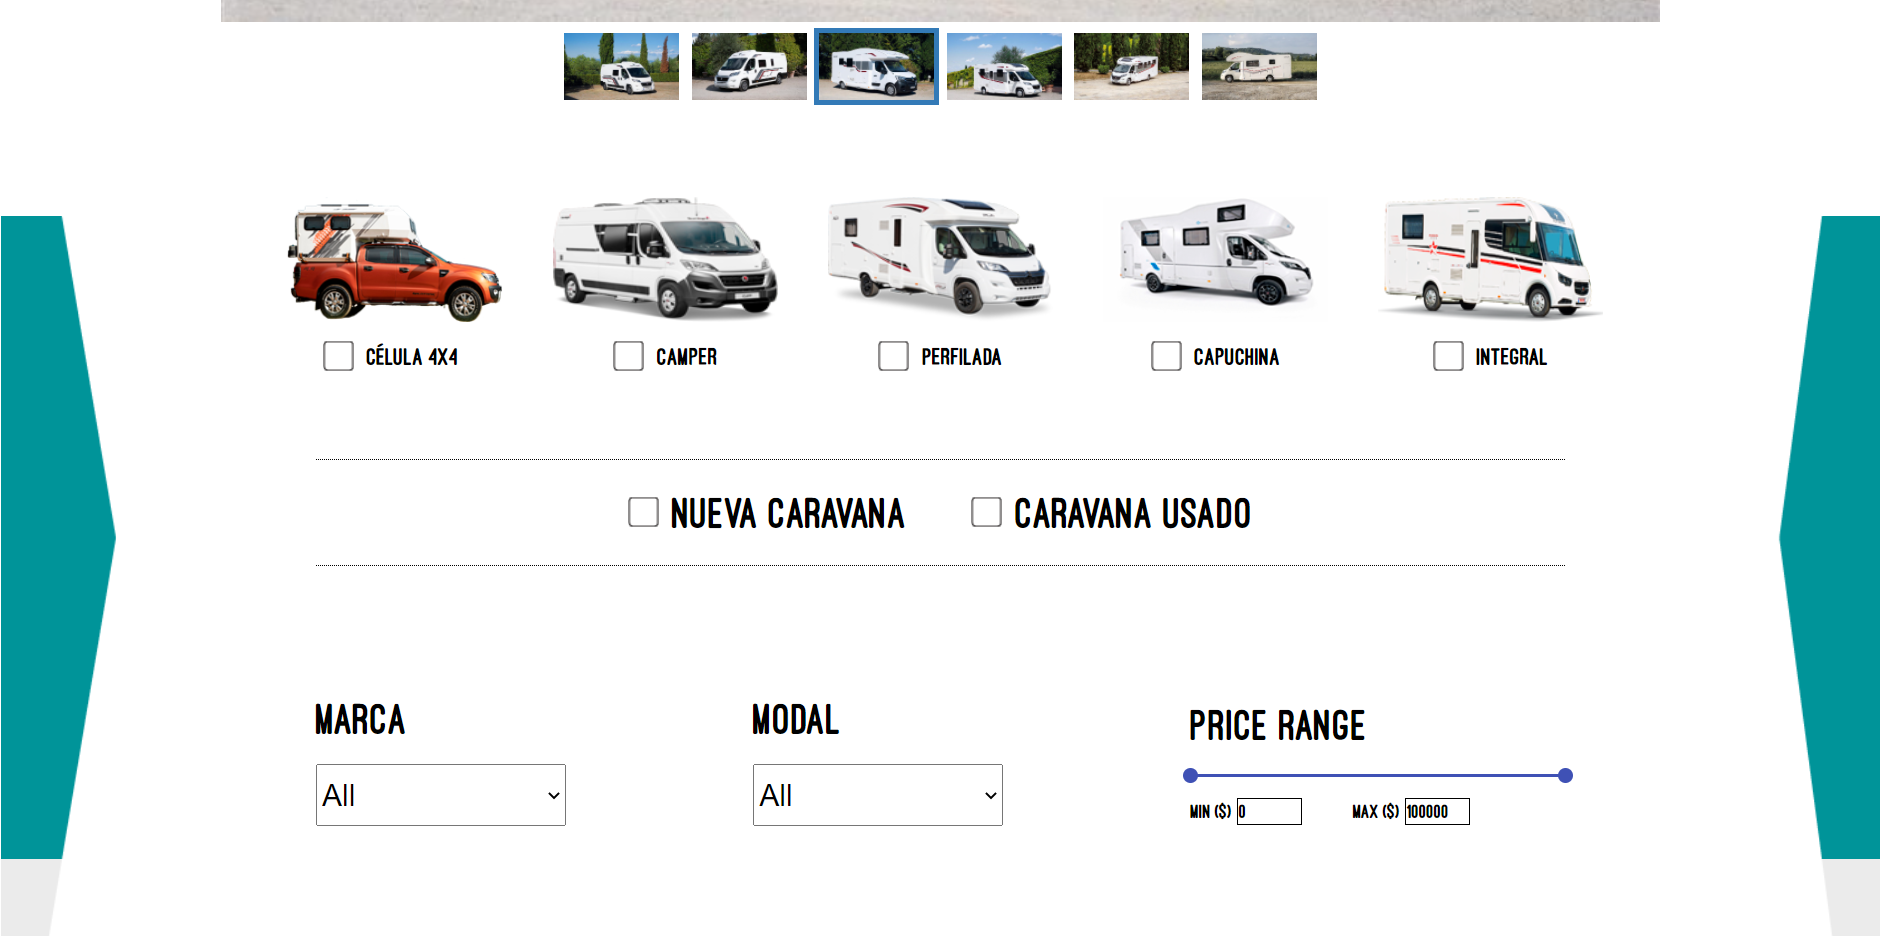 CÉLULA 4X4
CAMPER
PERFILADA
CAPUCHINA
INTEGRAL
NUEVA CARAVANA
CARAVANA USADO
MARCA
All
MODAL
All
PRICE RANGE
MIN ($) 0
MAX ($) 100000